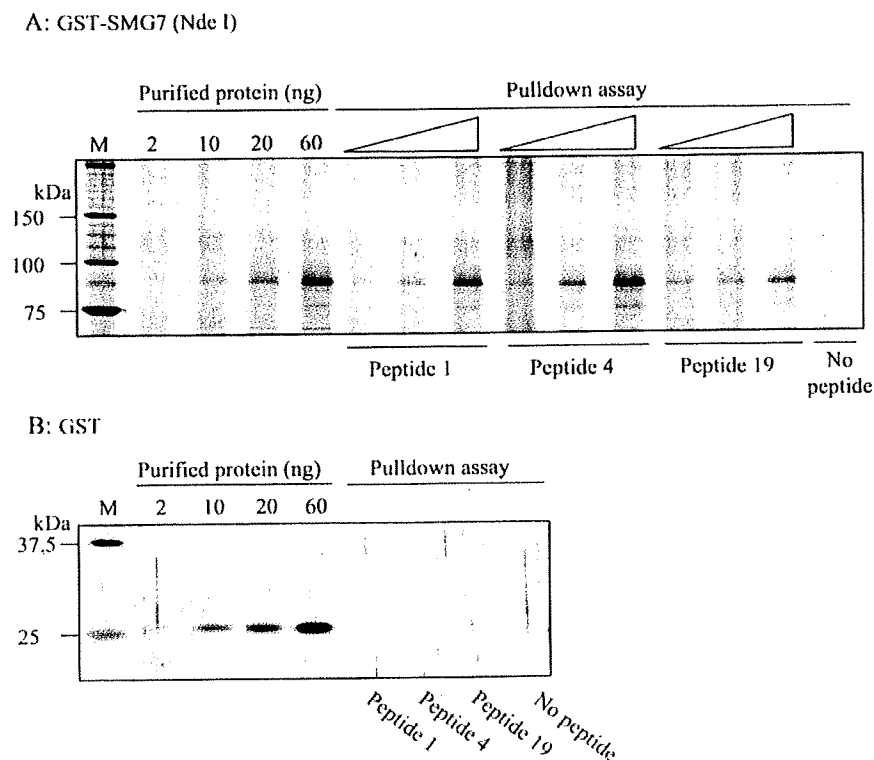 A: GST-SMG7 (Nde I)
Purified protein (ng)
Pulldown assay
M 2 10 20 60
kDa
150
100
75
Peptide 1
Peptide 4
Peptide 19
No peptide
B: GST
Purified protein (ng)
Pulldown assay
M 2 10 20 60
kDa
37,5
25
Peptide 1
Peptide 4
Peptide 19
No peptide